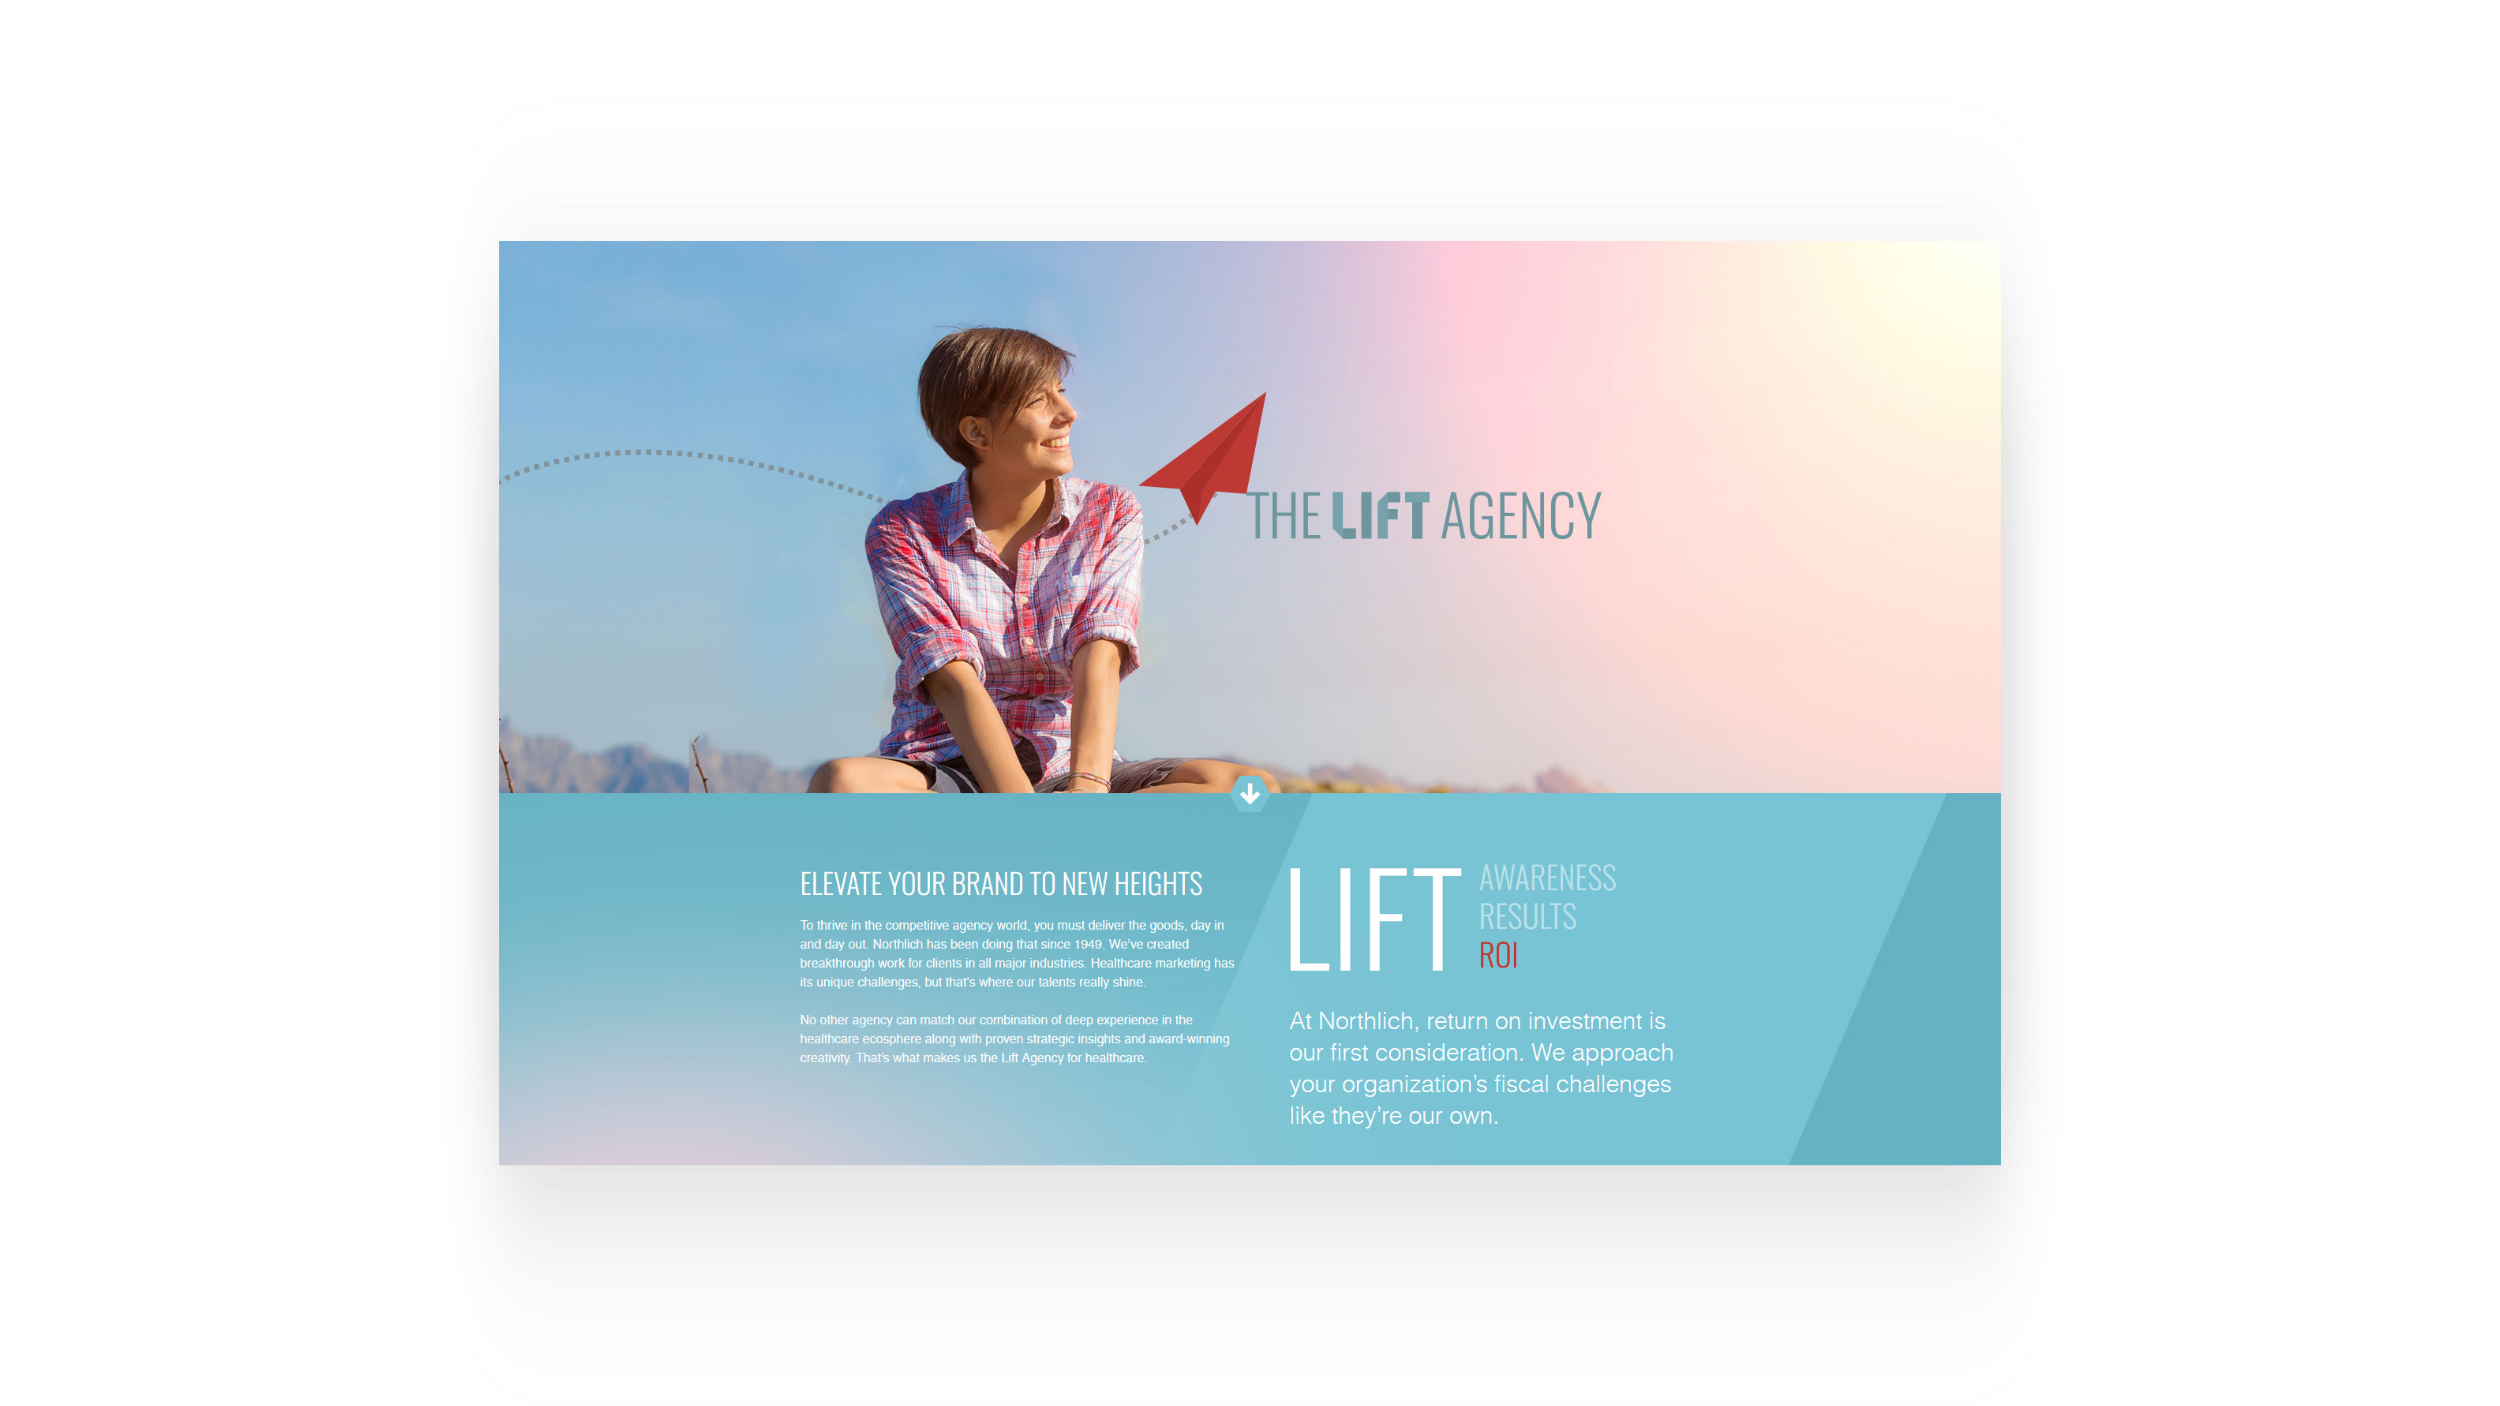 THE LIFT AGENCY
ELEVATE YOUR BRAND TO NEW HEIGHTS
To thrive in the competitive agency world, you must deliver the goods, day in
and day out. Northlich has been doing that since 1949. We've created
breakthrough work for clients in all major industries. Healthcare marketing has
its unique challenges, but that's where our talents really shine.
No other agency can match our combination of deep experience in the
healthcare ecosphere along with proven strategic insights and award-winning
creativity. That's what makes us the Lift Agency for healthcare.
LIFT
AWARENESS
RESULTS
ROI
At Northlich, return on investment is
our first consideration. We approach
your organization’s fiscal challenges
like they’re our own.